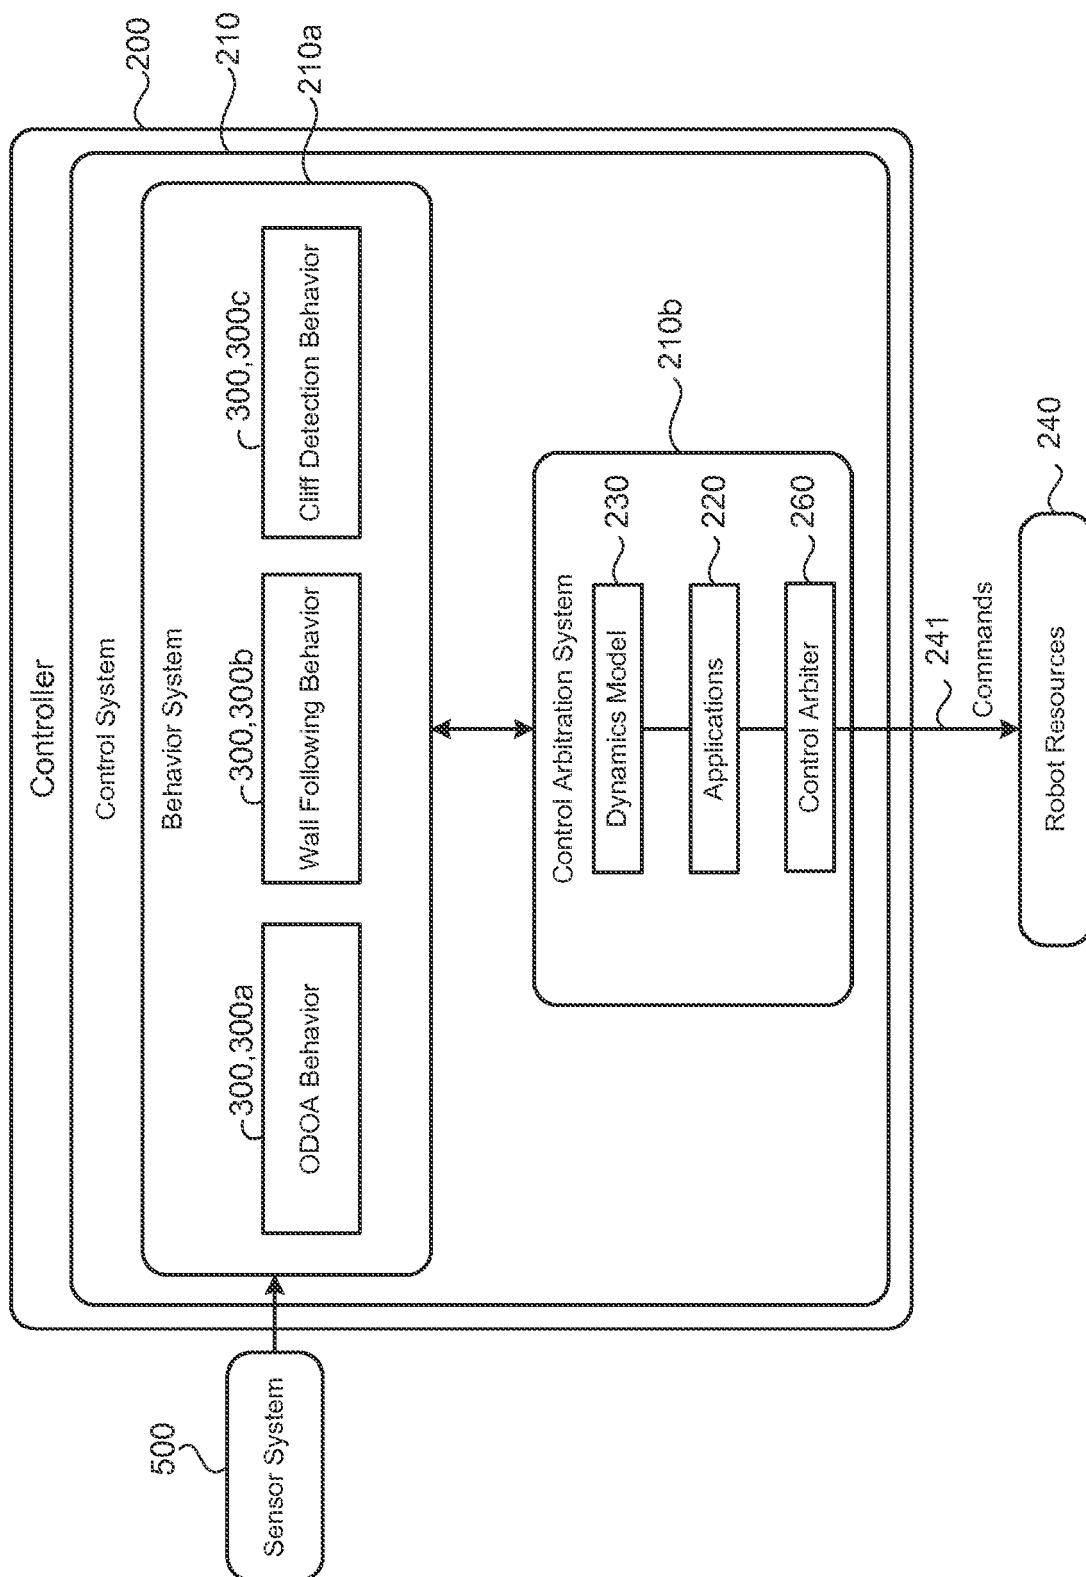 Controller
200
Control System
210
Behavior System
210a
300,300a
300,300b
300,300c
ODOA Behavior
Wall Following Behavior
Cliff Detection Behavior
500
Sensor System
Control Arbitration System
210b
Dynamics Model
230
Applications
220
Control Arbiter
260
241
Commands
Robot Resources
240